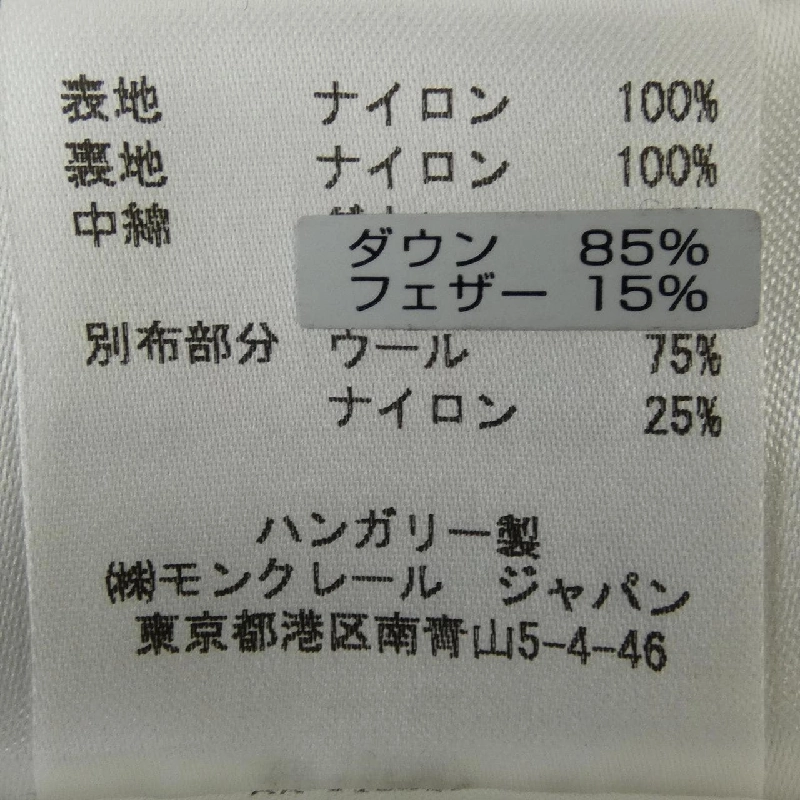 表地 ナイロン 100%
裏地 ナイロン 100%
中綿 ダウン 85%
フェザー 15%
別布部分 ウール 75%
ナイロン 25%
ハンガリー製
㈱モンクレール ジャパン
東京都港区南青山5-4-46